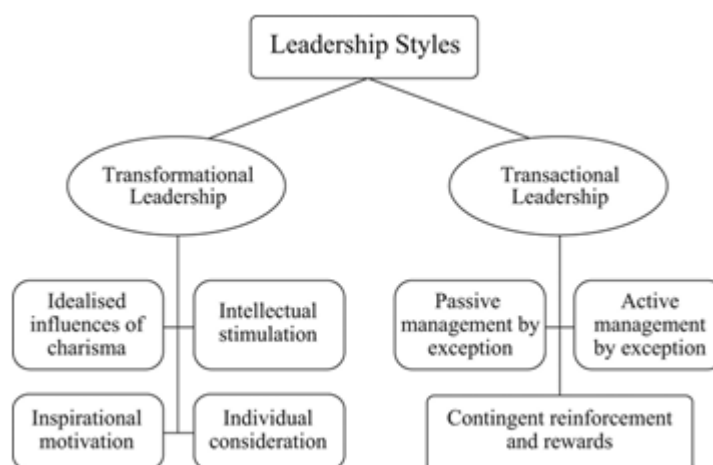 Leadership Styles
Transformational
Leadership
Transactional
Leadership
Idealised
influences of
charisma
Intellectual
stimulation
Passive
management by
exception
Active
management
by exception
Inspirational
motivation
Individual
consideration
Contingent reinforcement
and rewards